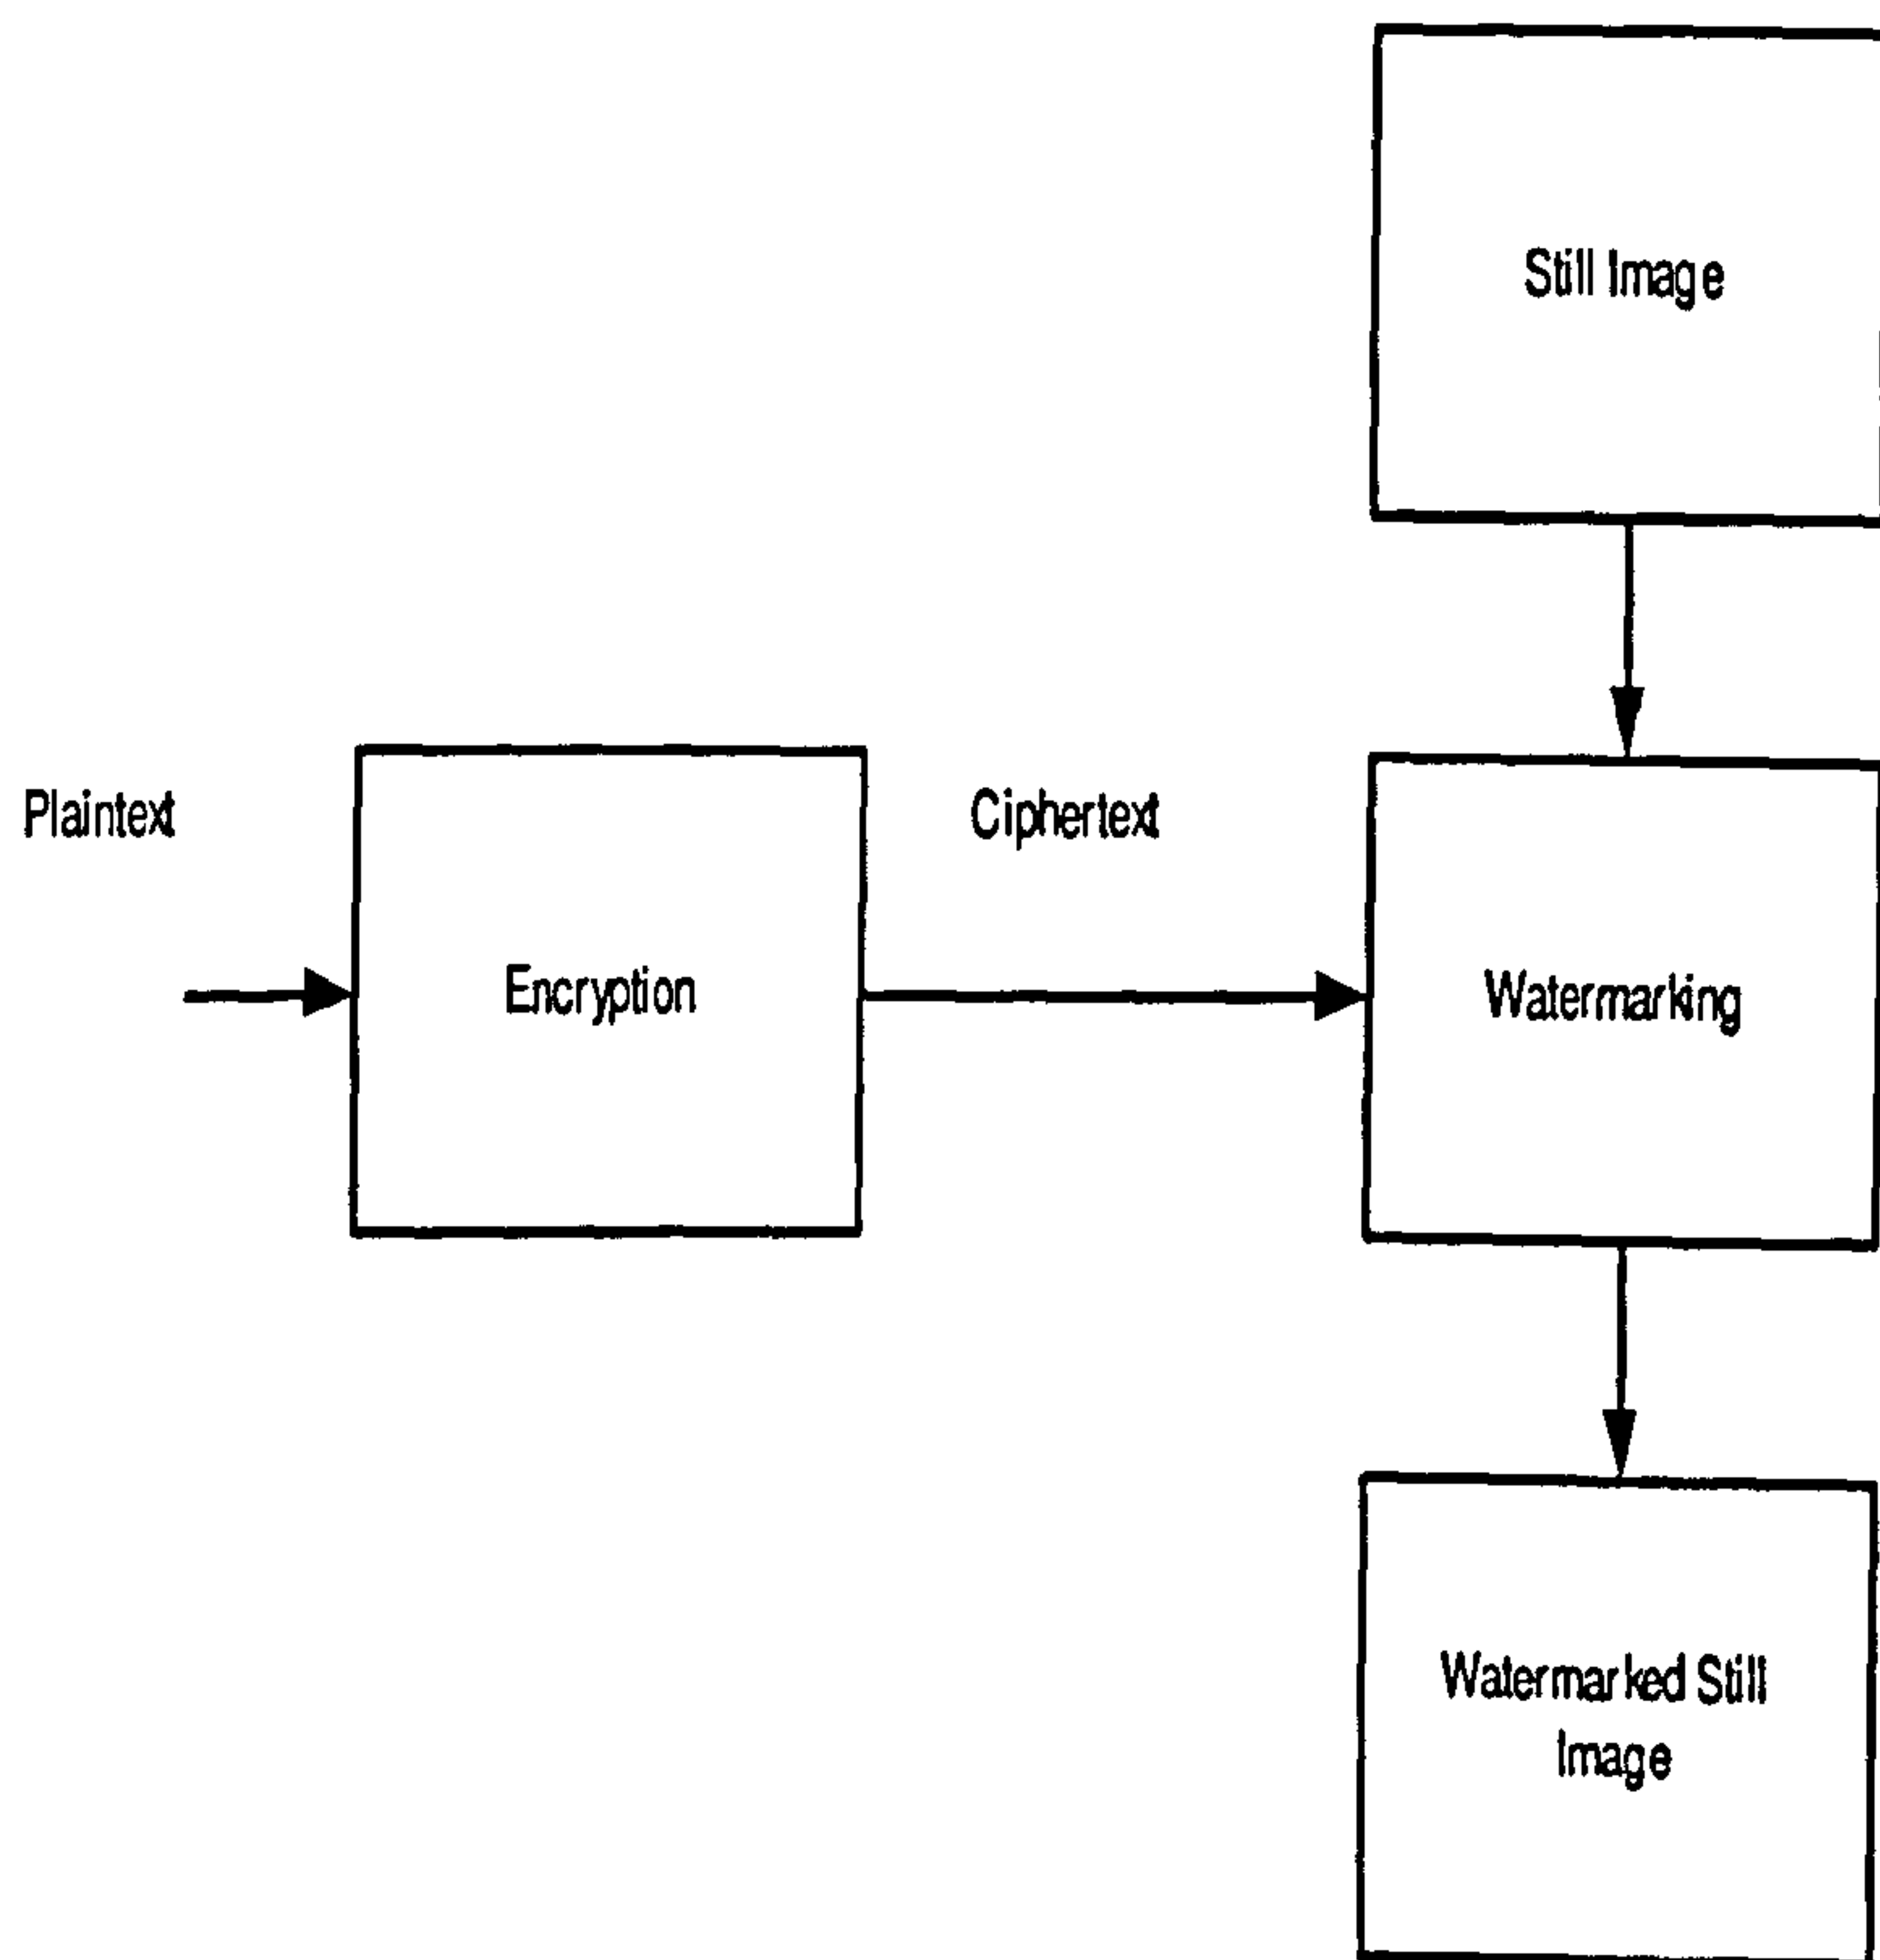 Still Image
Plaintext
Ciphertext
Encryption
Watermarking
Watermarked Still
Image